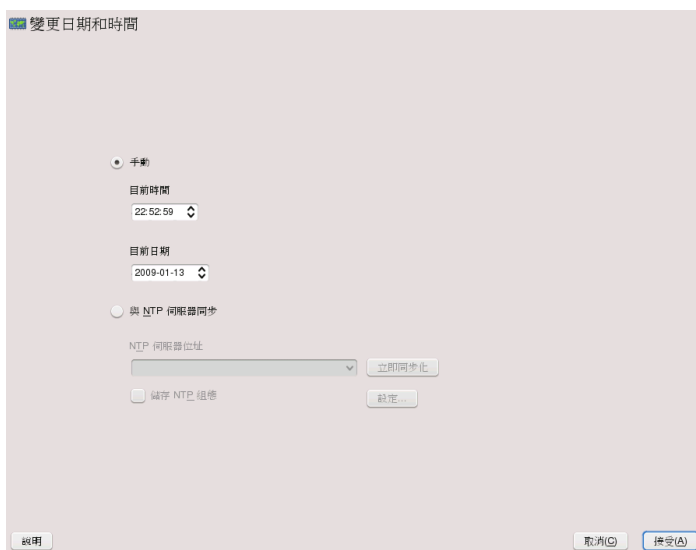 變更日期和時間
手動
目前時間
22:52:59
目前日期
2009-01-13
與 NTP 伺服器同步
NTP 伺服器位址
立即同步化
儲存 NTP 組態
設定...
說明
取消(C)
接受(A)